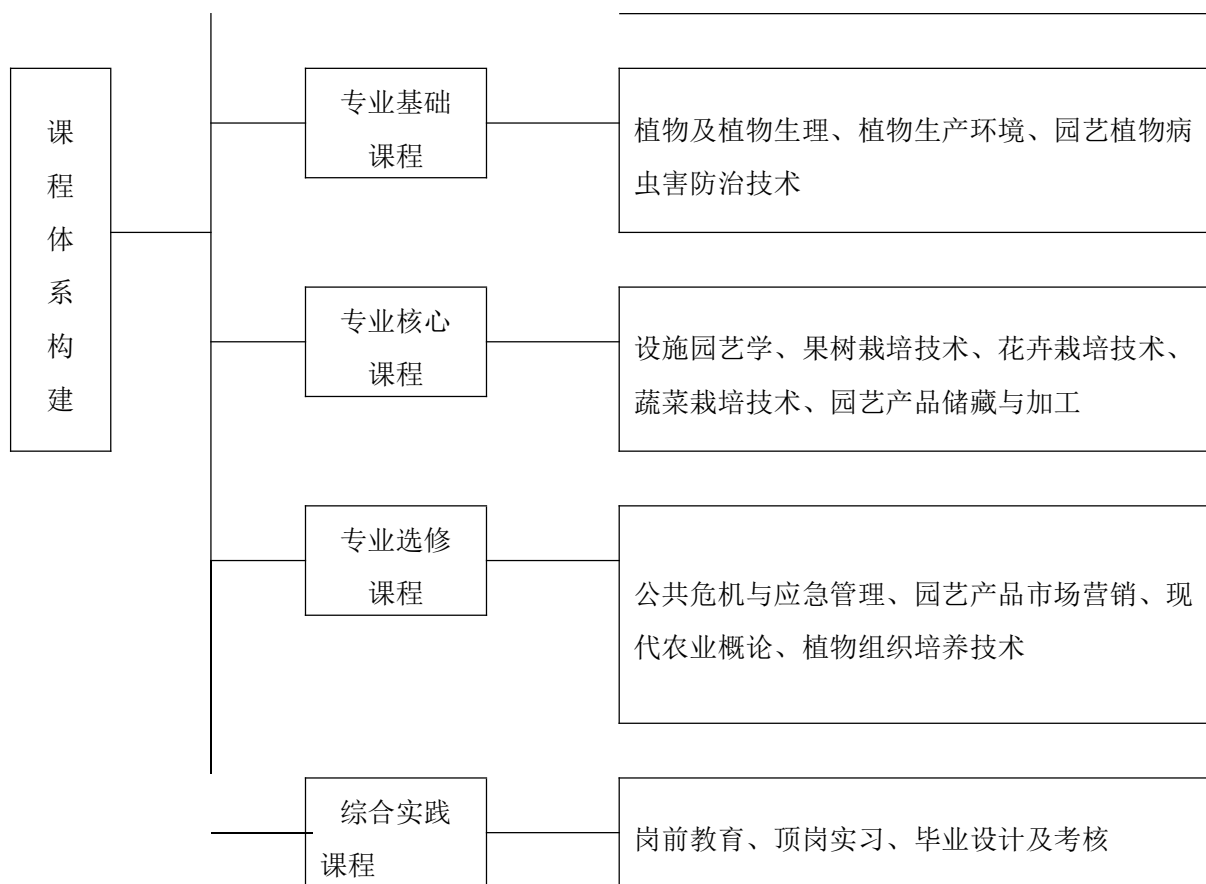 课程体系构建
专业基础
课程
植物及植物生理、植物生产环境、园艺植物病
虫害防治技术
专业核心
课程
设施园艺学、果树栽培技术、花卉栽培技术、
蔬菜栽培技术、园艺产品储藏与加工
专业选修
课程
公共危机与应急管理、园艺产品市场营销、现
代农业概论、植物组织培养技术
综合实践
课程
岗前教育、顶岗实习、毕业设计及考核